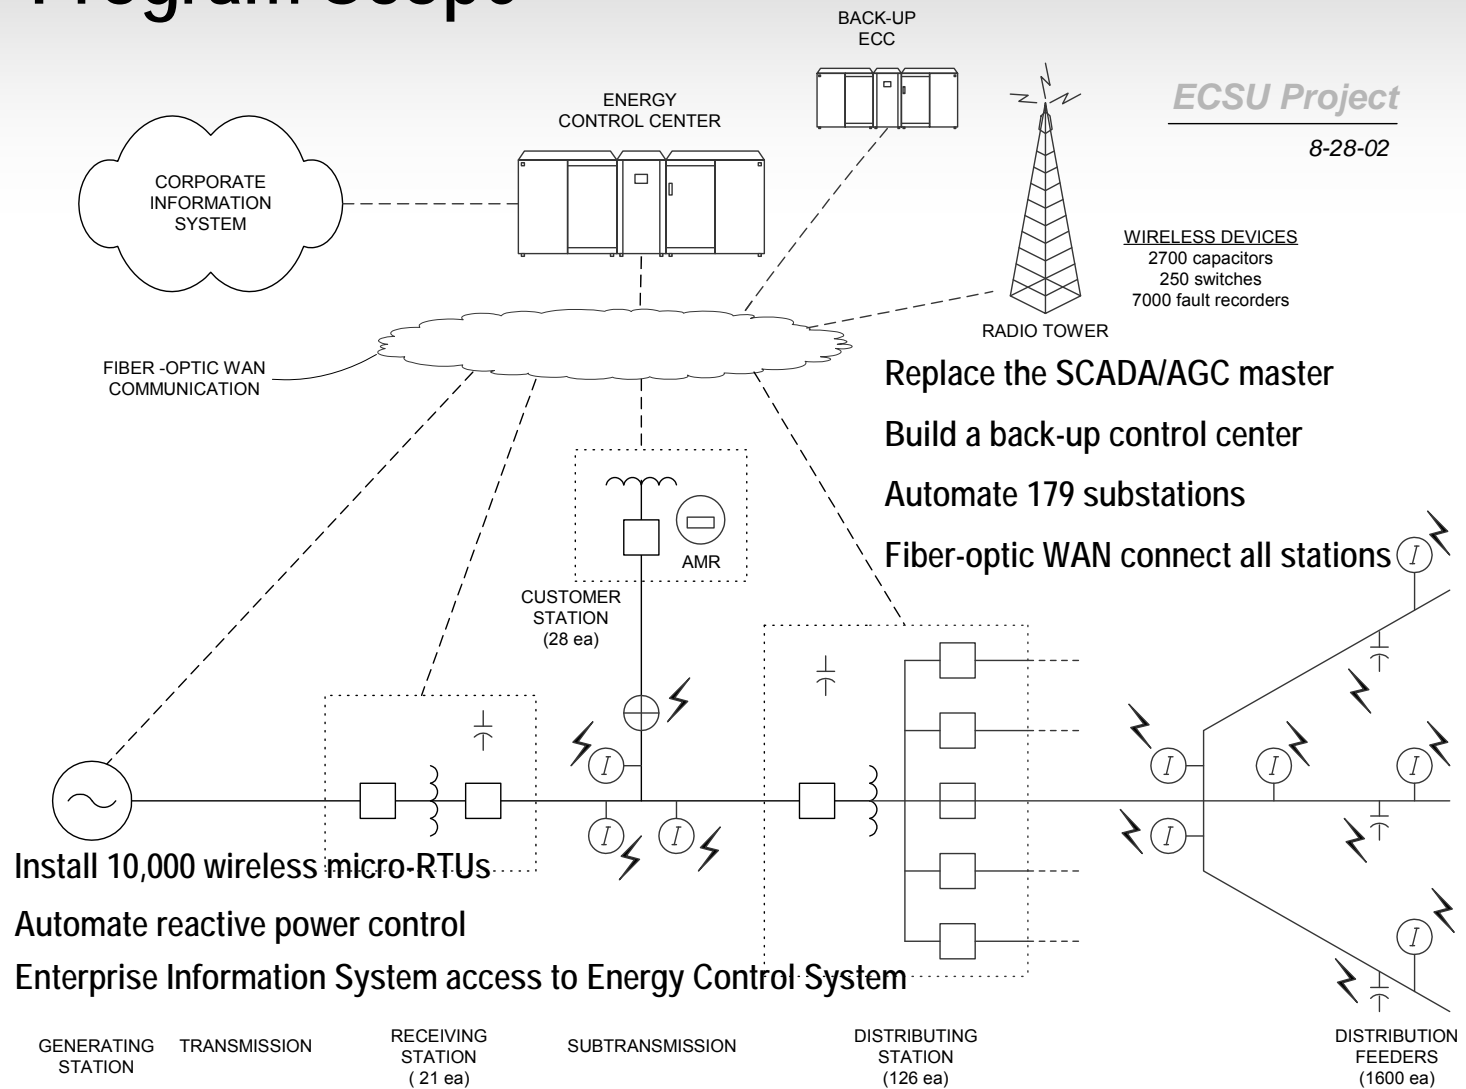 Program Scope
BACK-UP
ECC
ECSU Project
8-28-02
ENERGY
CONTROL CENTER
CORPORATE
INFORMATION
SYSTEM
WIRELESS DEVICES
2700 capacitors
250 switches
7000 fault recorders
RADIO TOWER
FIBER -OPTIC WAN
COMMUNICATION
Replace the SCADA/AGC master
Build a back-up control center
Automate 179 substations
Fiber-optic WAN connect all stations
AMR
CUSTOMER
STATION
(28 ea)
I
I
I
I
I
I
I
I
I
I
Install 10,000 wireless micro-RTUs
Automate reactive power control
Enterprise Information System access to Energy Control System
GENERATING
STATION
TRANSMISSION
RECEIVING
STATION
( 21 ea)
SUBTRANSMISSION
DISTRIBUTING
STATION
(126 ea)
DISTRIBUTION
FEEDERS
(1600 ea)